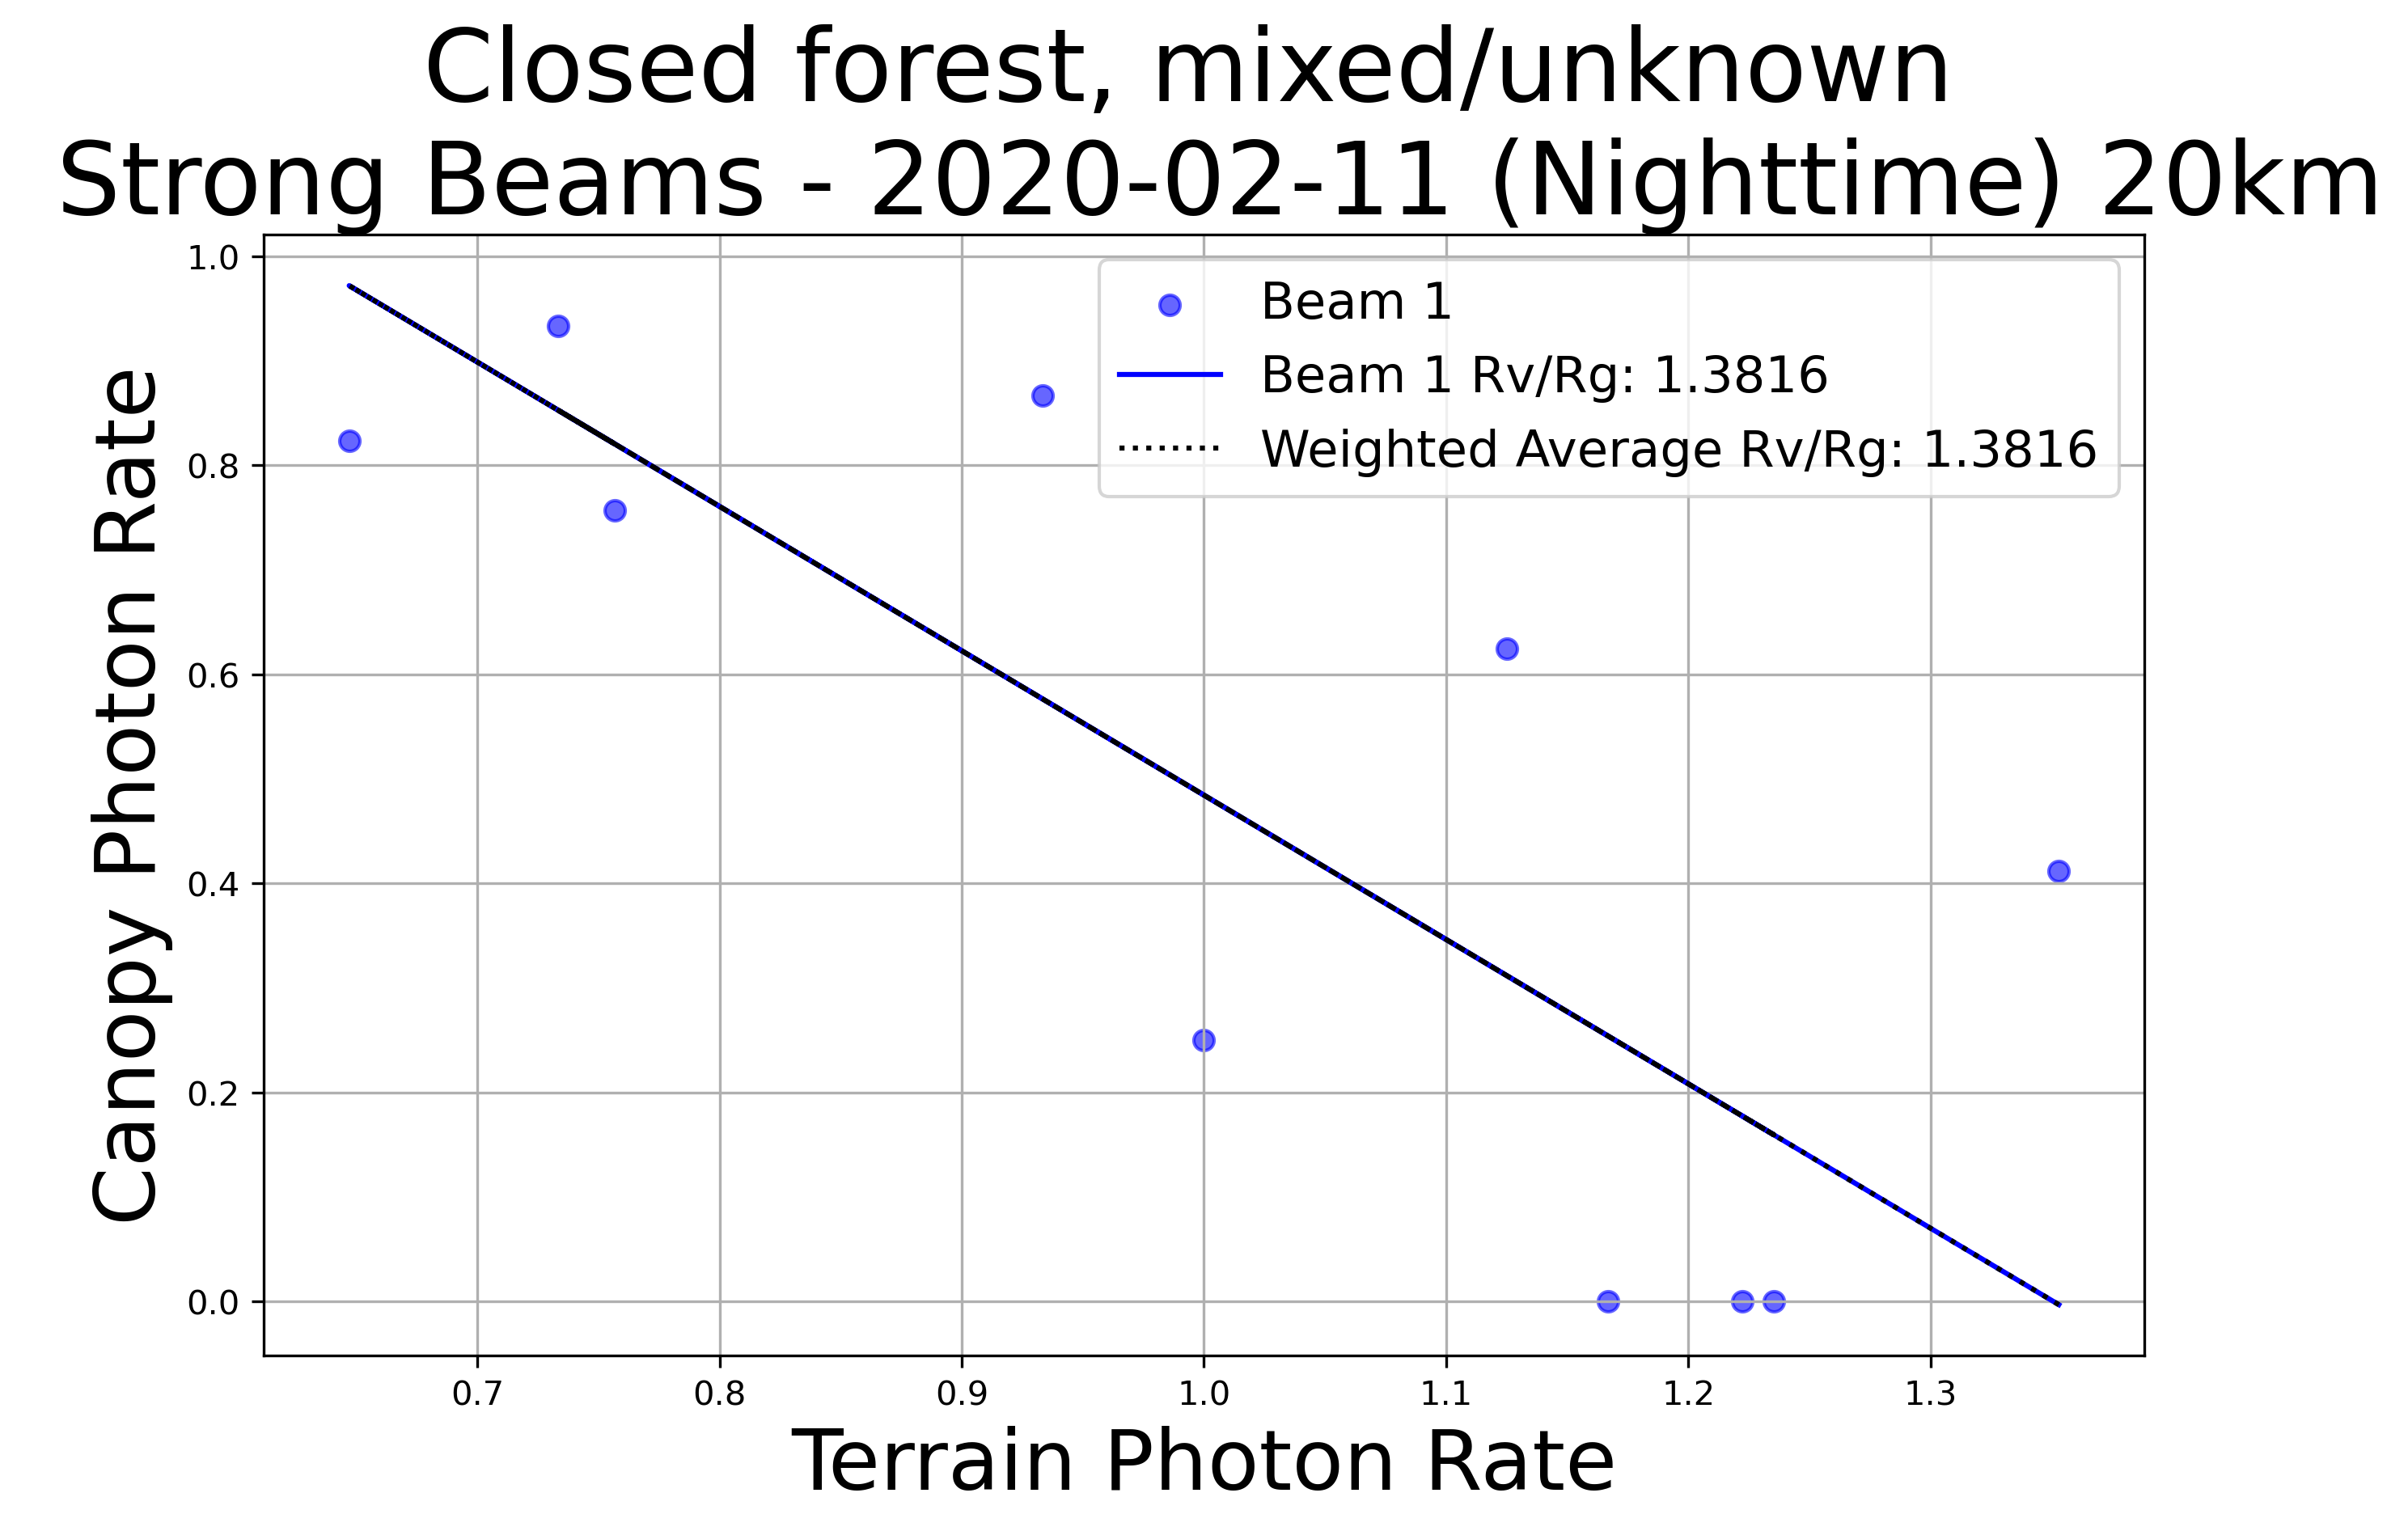 Closed forest, mixed/unknown
Strong Beams - 2020-02-11 (Nighttime) 20km
Canopy Photon Rate
1.0
0.8
0.6
0.4
0.2
0.0
Beam 1
Beam 1 Rv/Rg: 1.3816
Weighted Average Rv/Rg: 1.3816
0.7 0.8 0.9 1.0 1.1 1.2 1.3
Terrain Photon Rate